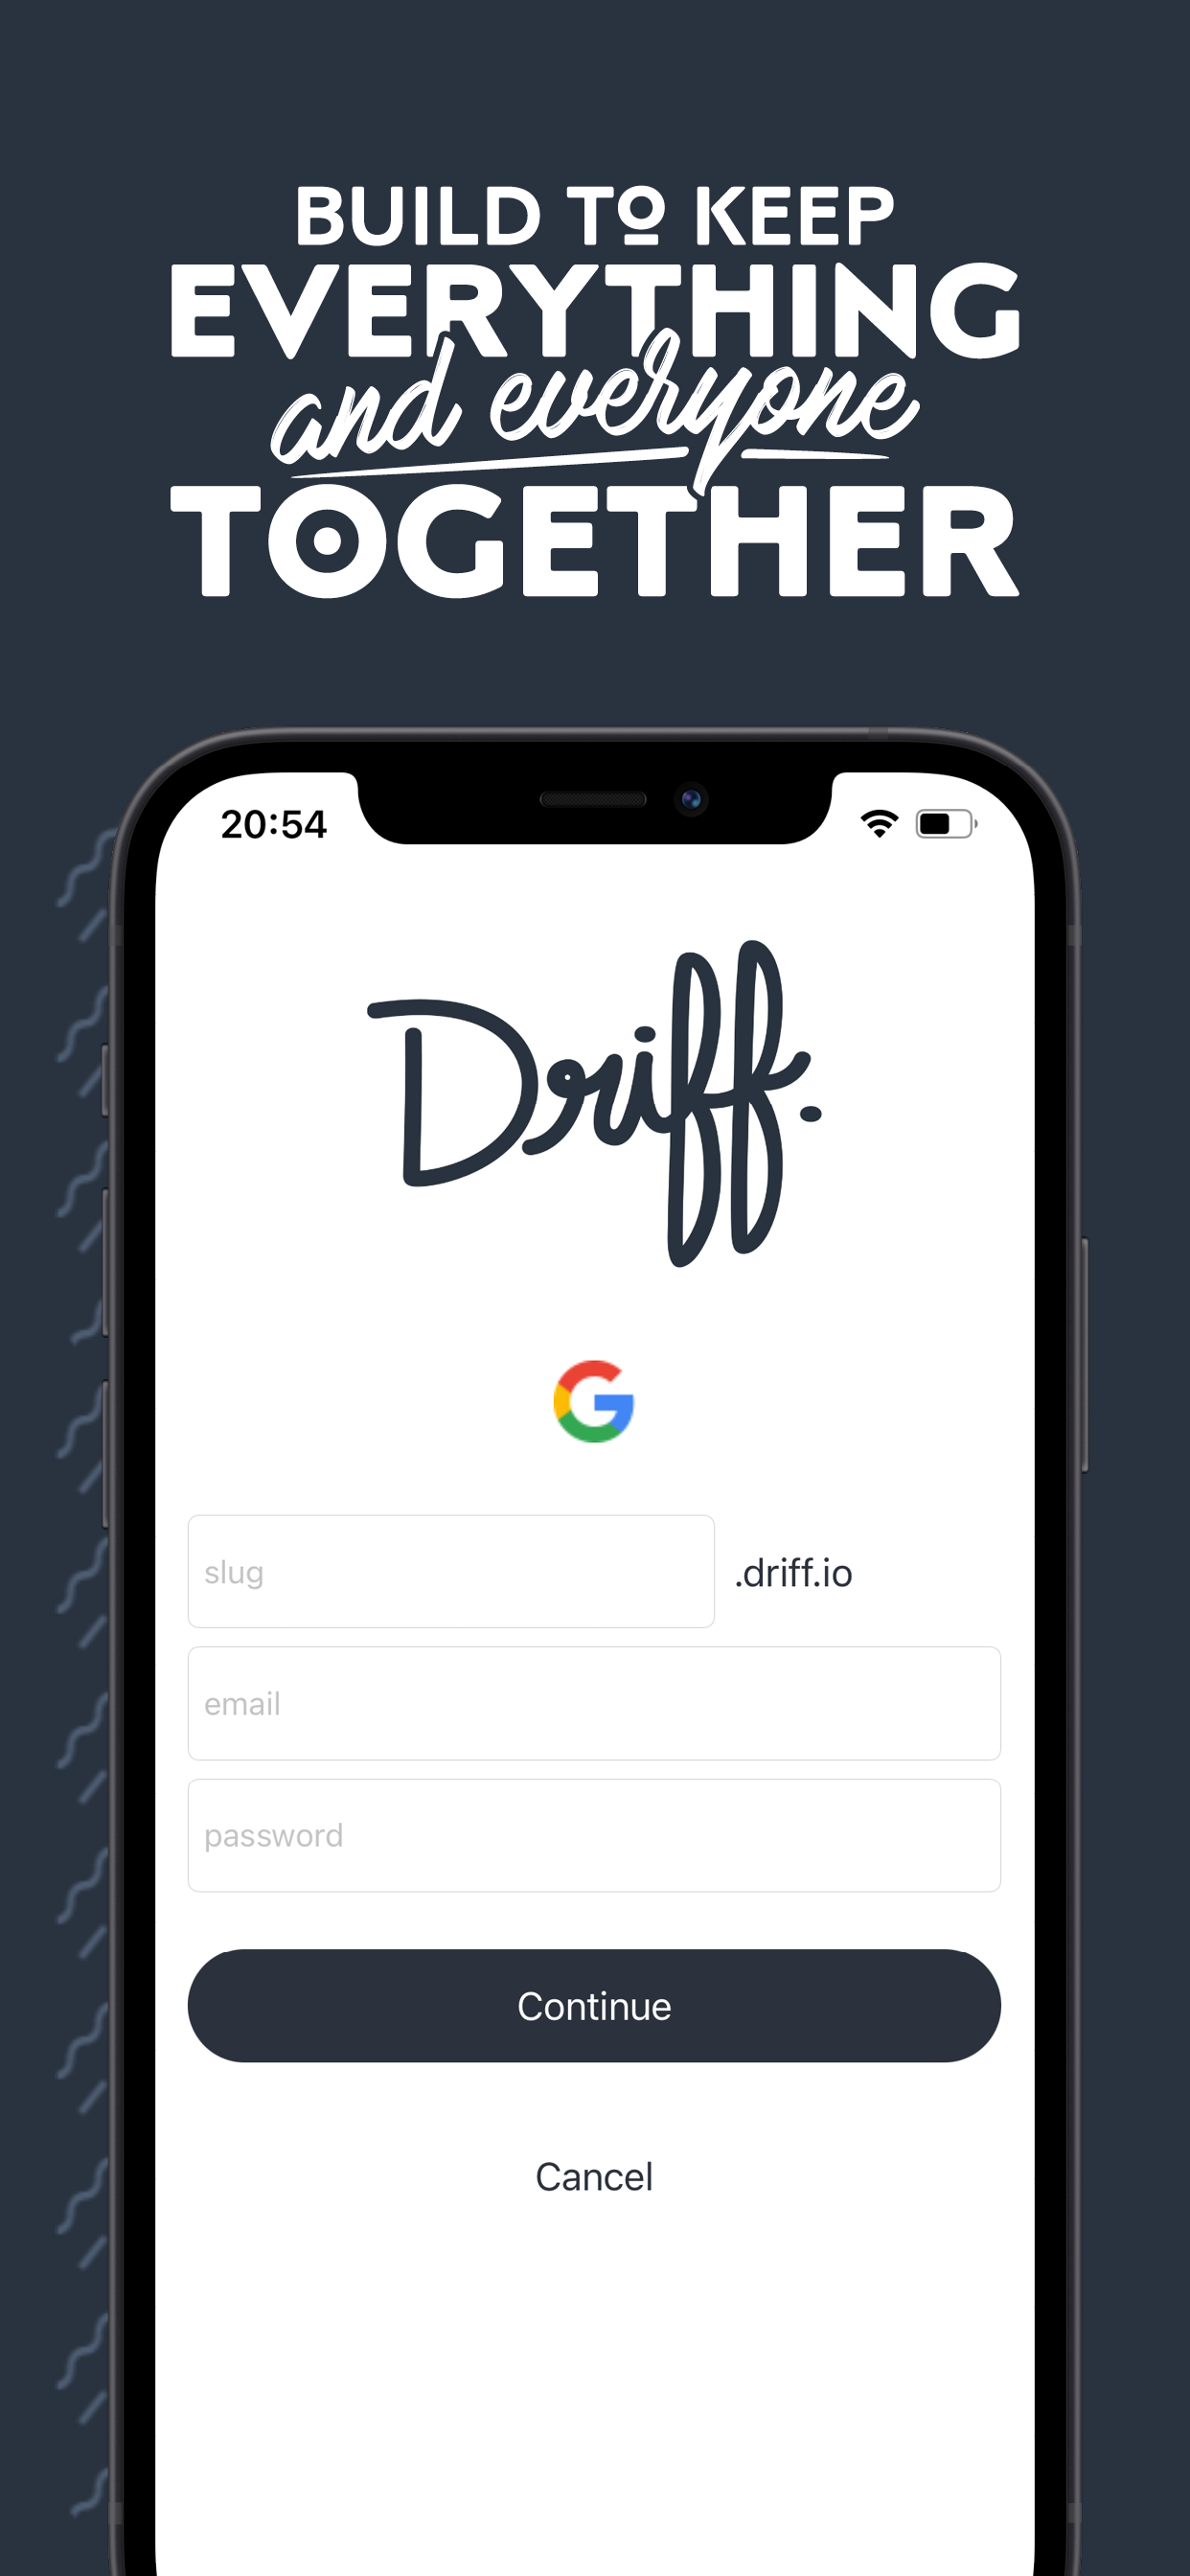 BUILD TO KEEP
EVERYTHING
and everyone
TOGETHER
20:54
Driff.
G
slug .driff.io
email
password
Continue
Cancel